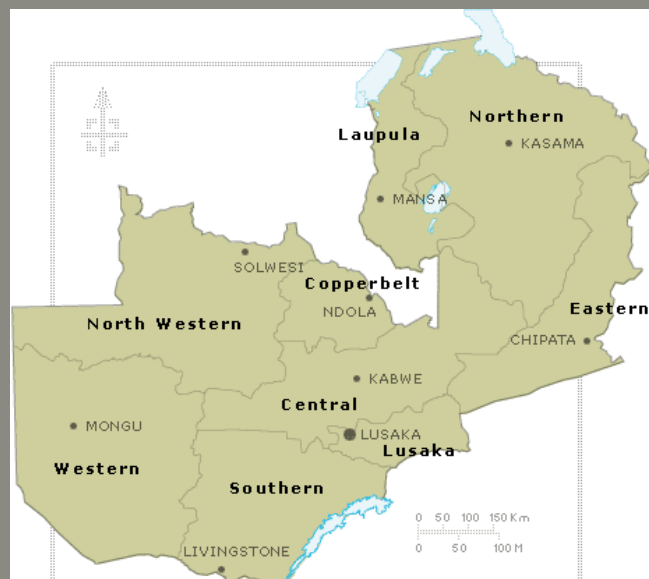 Northern
Laupula
KASAMA
MANSA
SOLWESI
Copperbelt
NDOLA
Eastern
North Western
CHIPATA
KABWE
Central
MONGU
LUSAKA
Lusaka
Western
Southern
0 50 100 150 Km
0 50 100 M
LIVINGSTONE